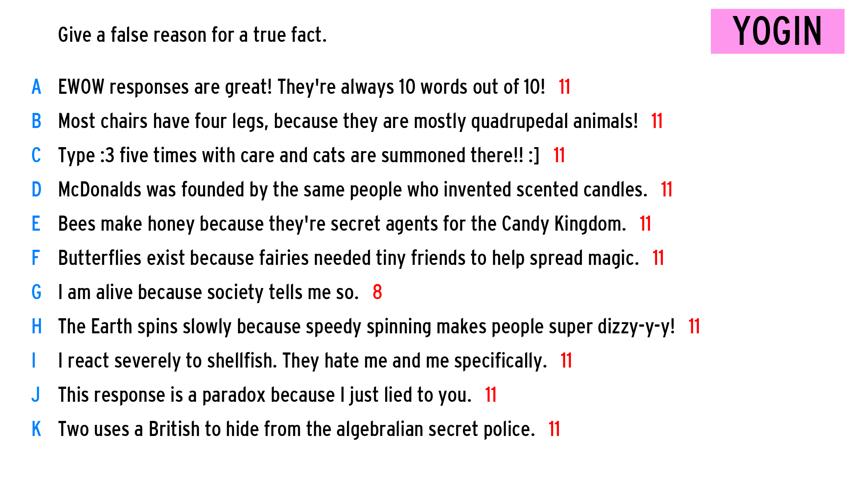 Give a false reason for a true fact.
YOGIN
A EWOW responses are great! They're always 10 words out of 10! 11
B Most chairs have four legs, because they are mostly quadrupedal animals! 11
C Type :3 five times with care and cats are summoned there!! :] 11
D McDonalds was founded by the same people who invented scented candles. 11
E Bees make honey because they're secret agents for the Candy Kingdom. 11
F Butterflies exist because fairies needed tiny friends to help spread magic. 11
G I am alive because society tells me so. 8
H The Earth spins slowly because speedy spinning makes people super dizzy-y-y! 11
I I react severely to shellfish. They hate me and me specifically. 11
J This response is a paradox because I just lied to you. 11
K Two uses a British to hide from the algebralian secret police. 11